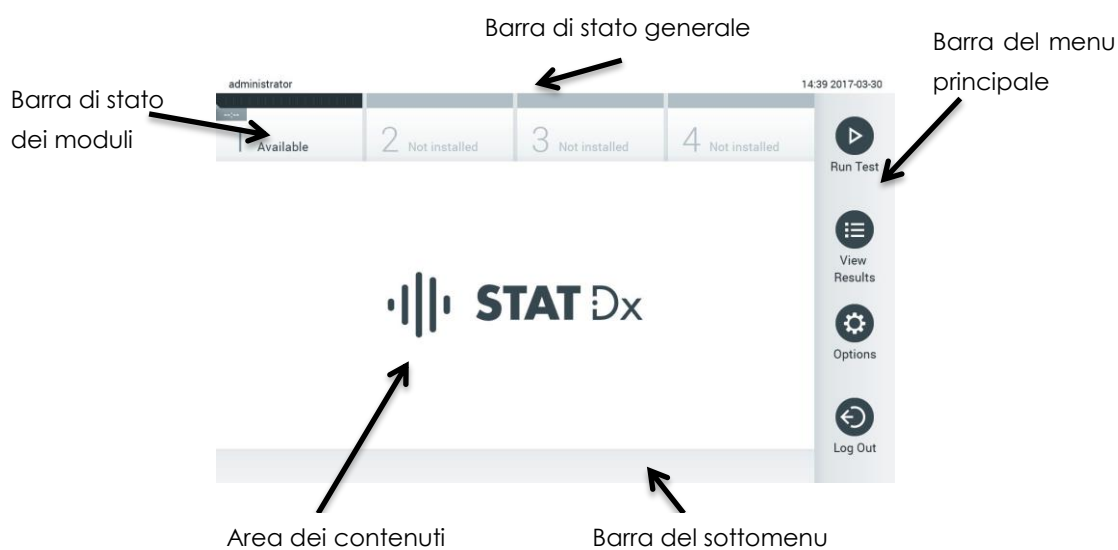 Barra di stato generale
Barra del menu
principale
Barra di stato
dei moduli
administrator
14:39 2017-03-30
--:--
1 Available
2 Not installed
3 Not installed
4 Not installed
Run Test
View
Results
STAT Dx
Options
Log Out
Area dei contenuti
Barra del sottomenu